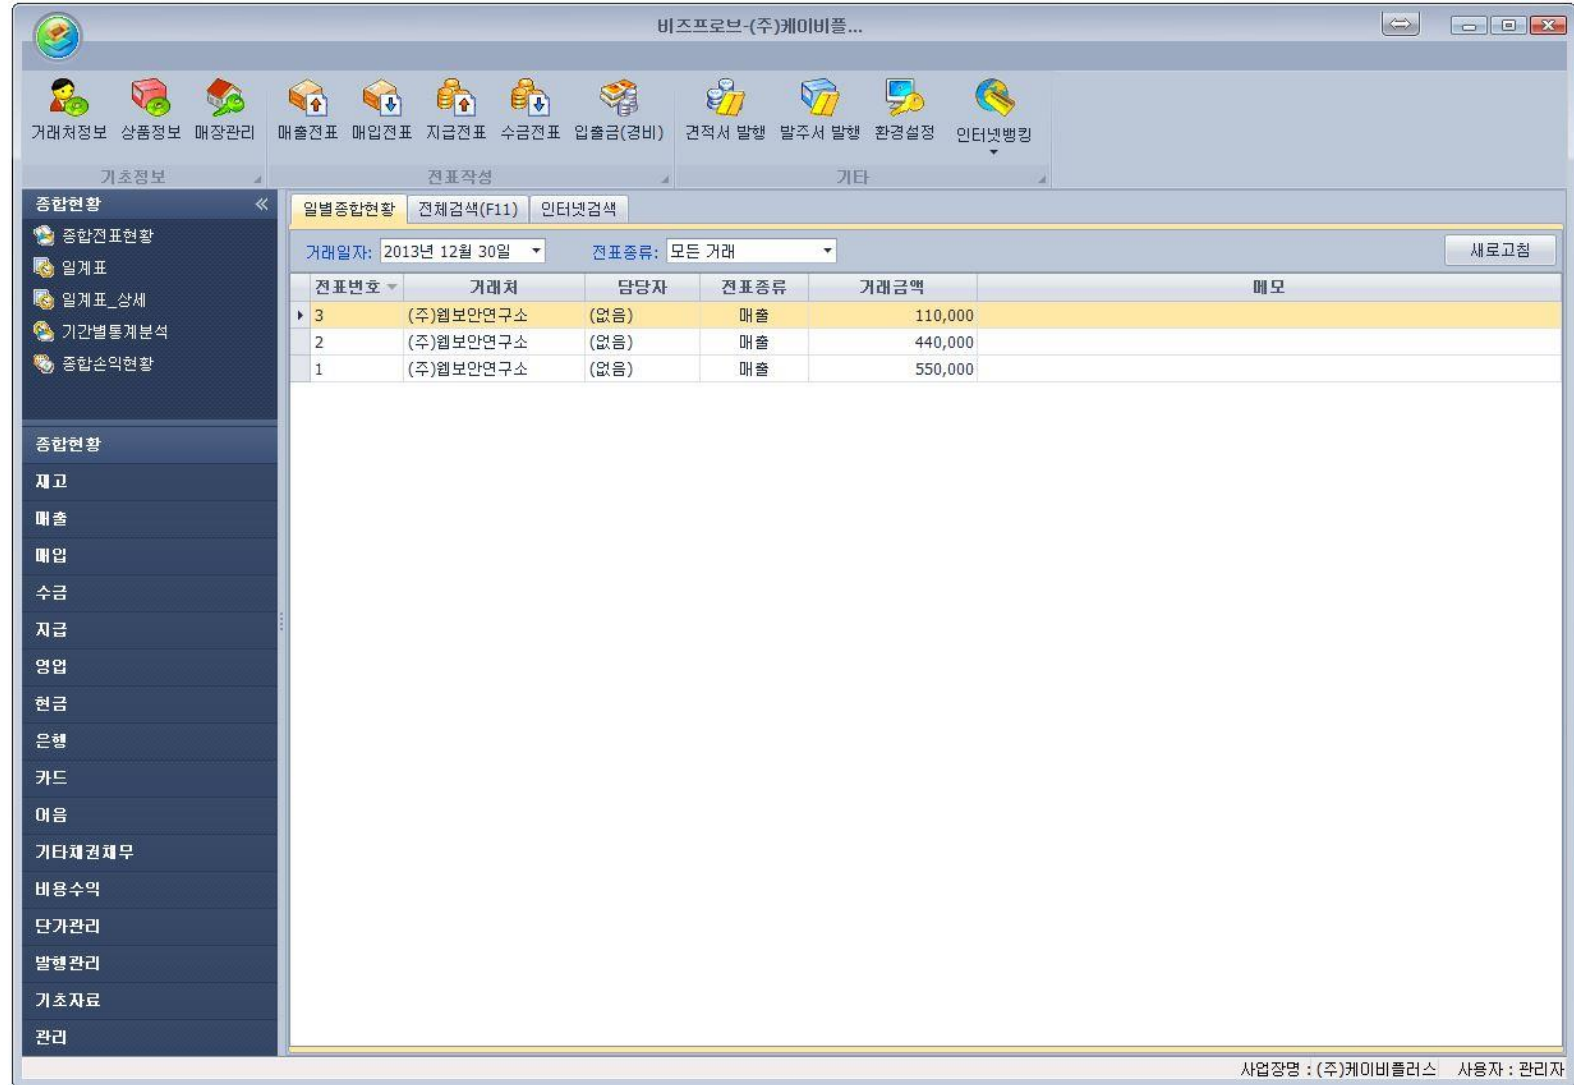 비즈프로브-(주)케이비플...
거래처정보 상품정보 매장관리 매출전표 매입전표 지급전표 수금전표 입출금(경비) 견적서 발행 발주서 발행 환경설정 인터넷뱅킹
기초정보 전표작성 기타
종합현황
종합전표현황
일계표
일계표_상세
기간별통계분석
종합손익현황
종합현황
재고
매출
매입
수금
지급
영업
현금
은행
카드
어음
기타채권채무
비용수익
단가관리
발행관리
기초자료
관리
일별종합현황 전체검색(F11) 인터넷검색
거래일자: 2013년 12월 30일 전표종류: 모든 거래 새로고침
전표번호 거래처 담당자 전표종류 거래금액 메모
3 (주)웹보안연구소 (없음) 매출 110,000
2 (주)웹보안연구소 (없음) 매출 440,000
1 (주)웹보안연구소 (없음) 매출 550,000
사업장명 : (주)케이비플러스 사용자 : 관리자